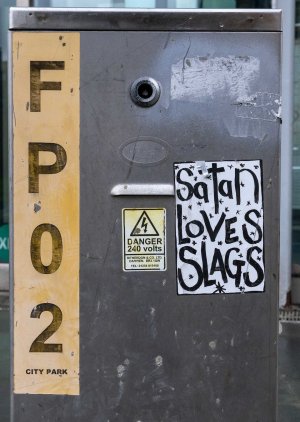 F
P
0
2
CITY PARK
DANGER
240 volts
Satan
LOVES
SLAGS